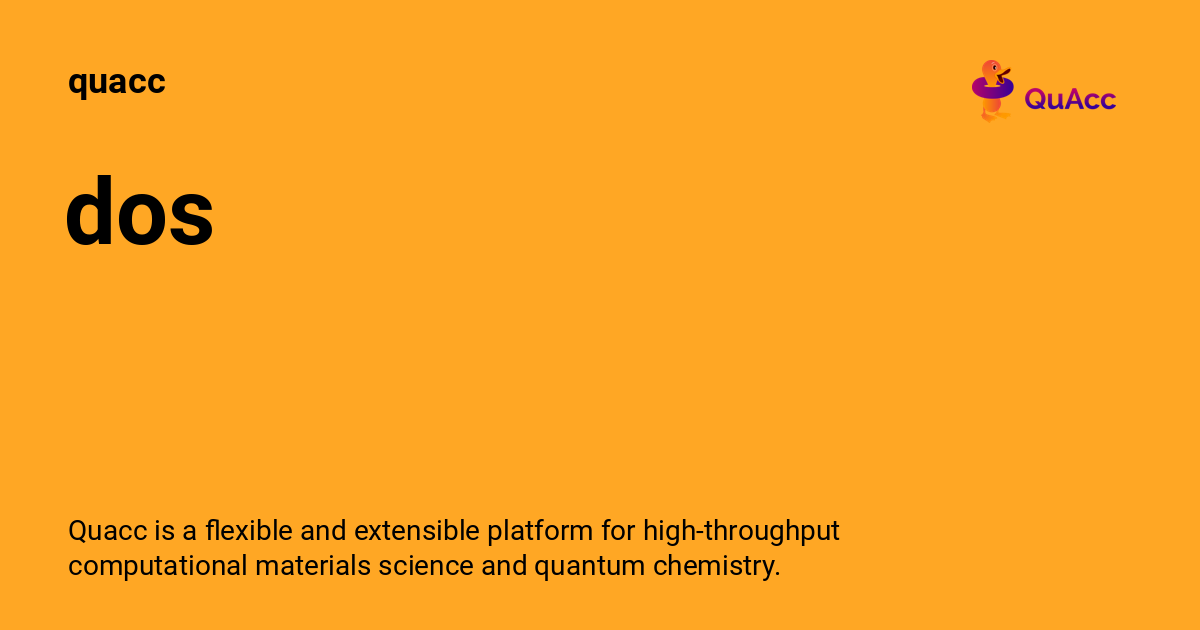 quacc
QuAcc
dos
Quacc is a flexible and extensible platform for high-throughput
computational materials science and quantum chemistry.